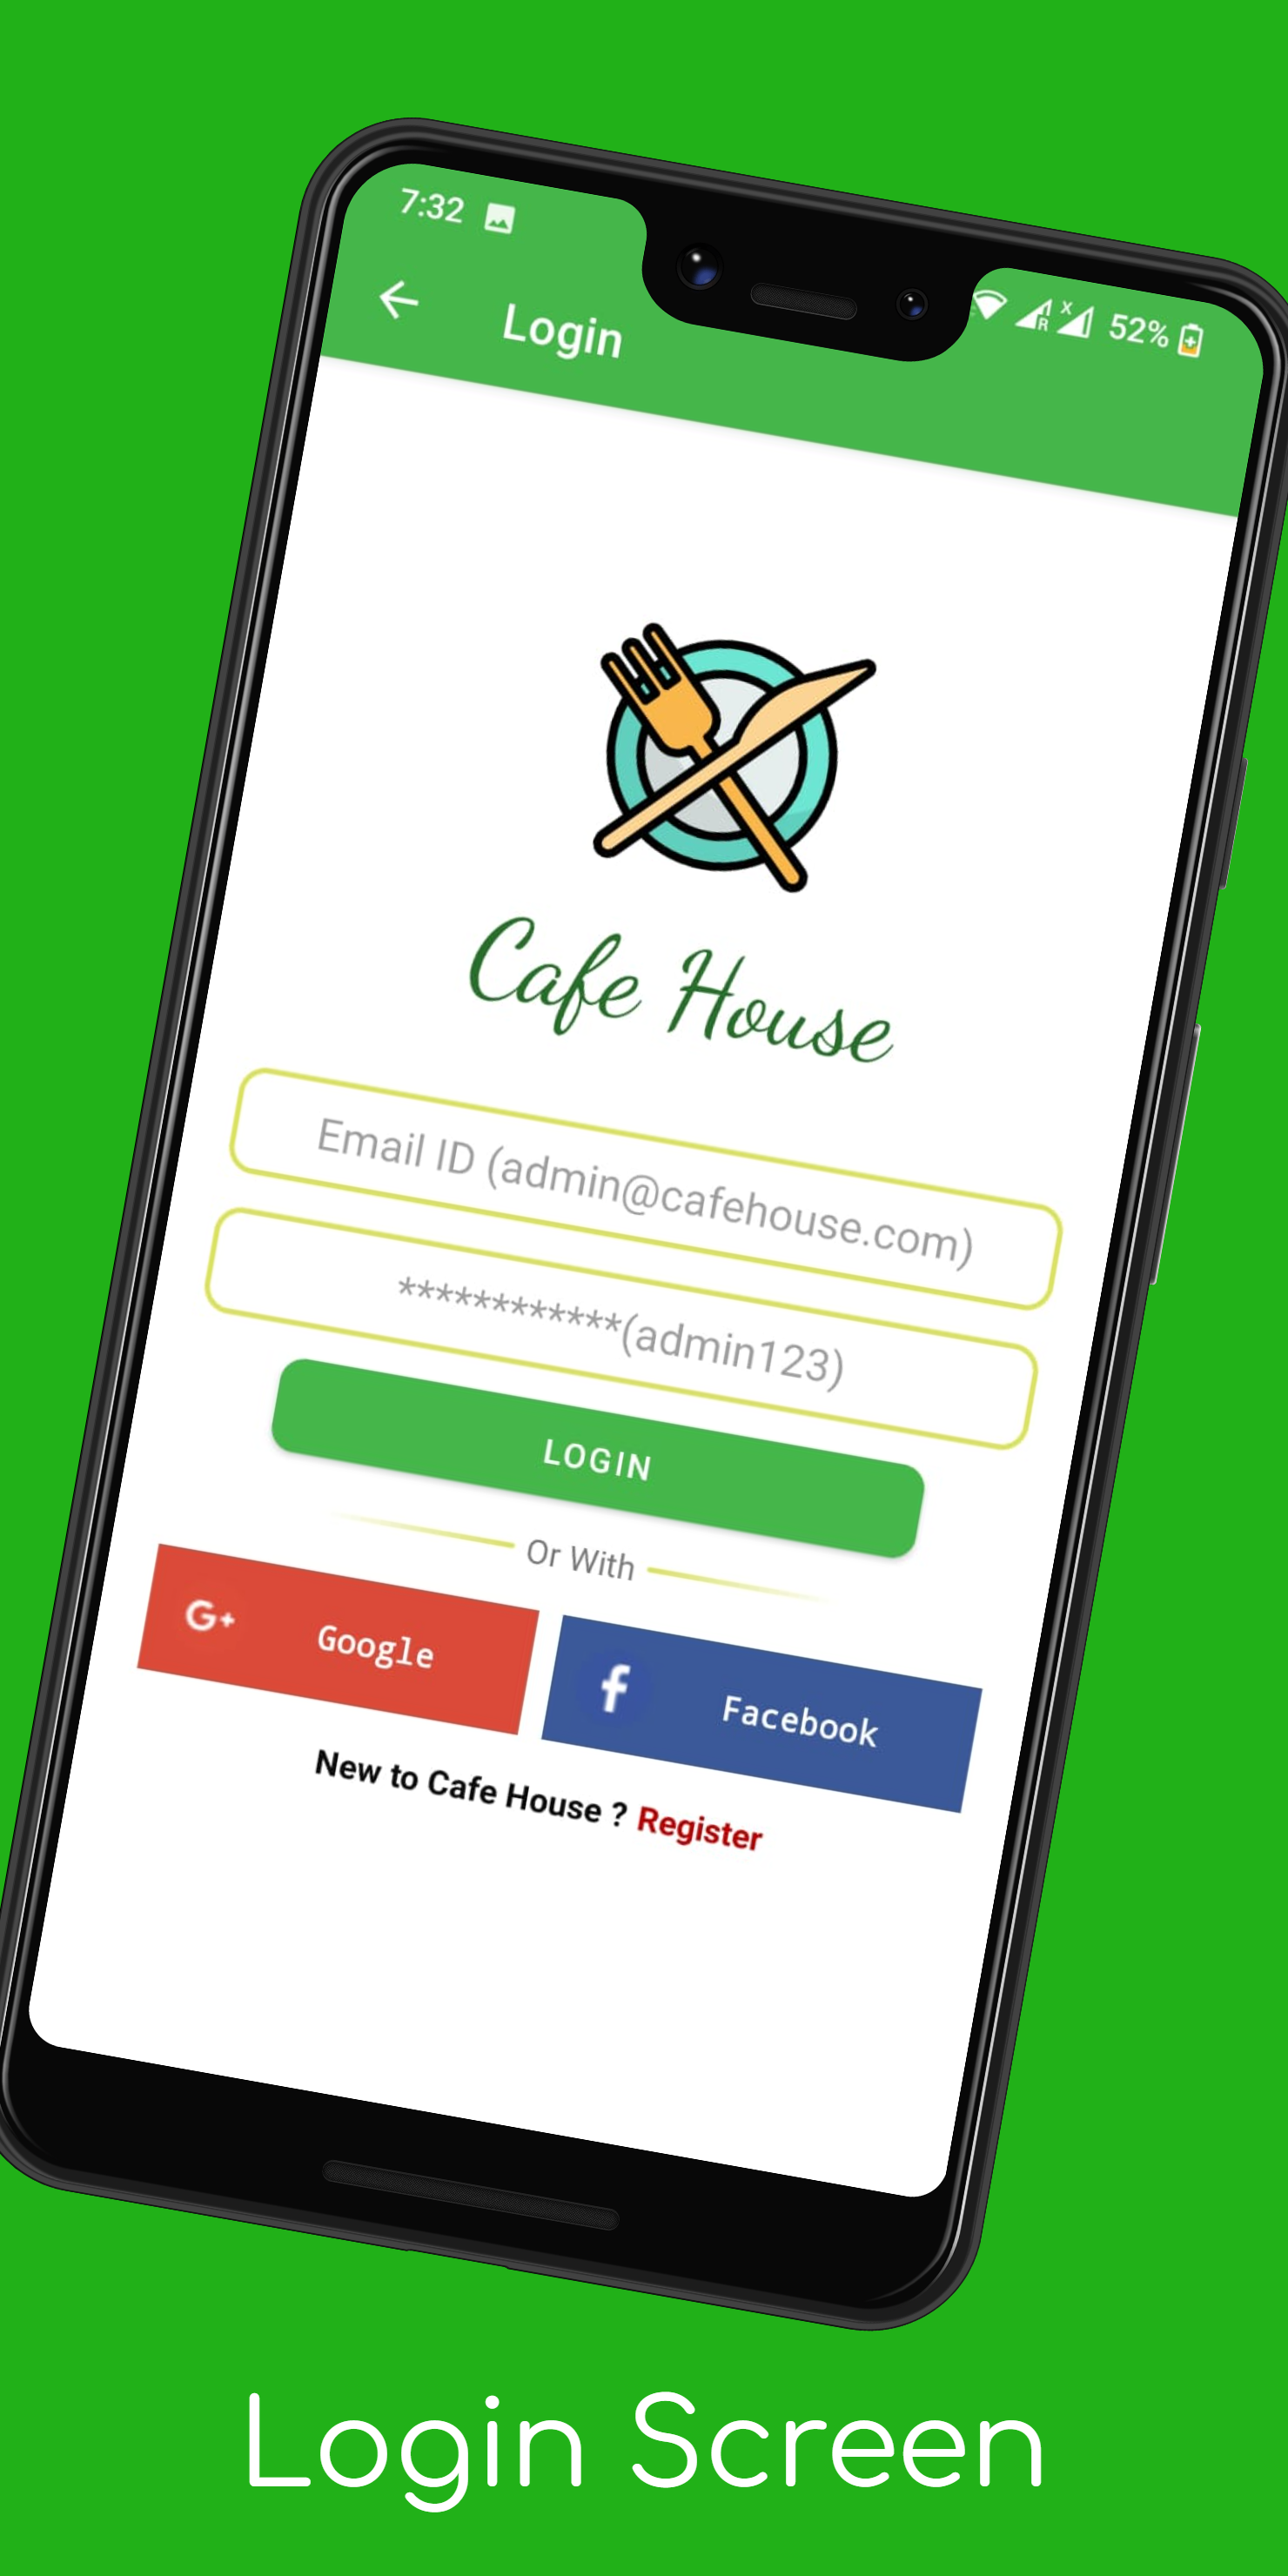 7:32
R x 52%
Login
Cafe House
Email ID (admin@cafehouse.com)
************(admin123)
LOGIN
Or With
G+ Google
f Facebook
New to Cafe House ? Register
Login Screen